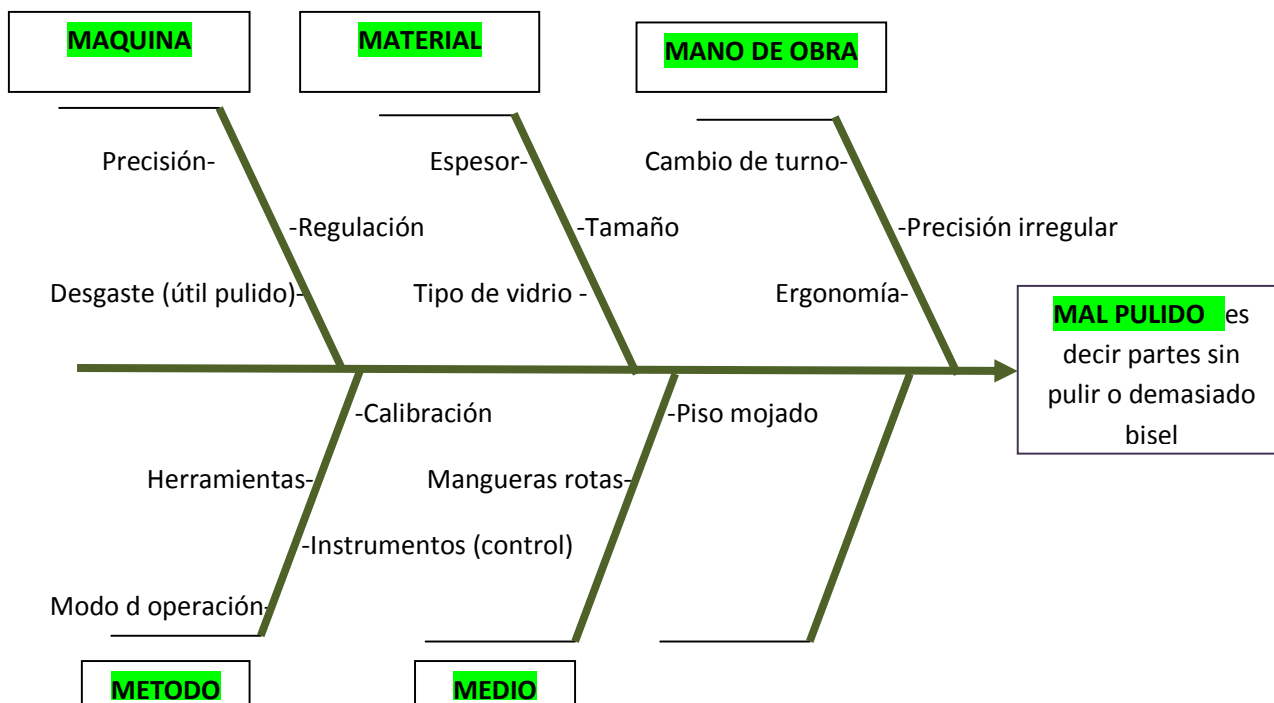 MAQUINA
MATERIAL
MANO DE OBRA
Precisión-
Espesor-
Cambio de turno-
-Regulación
-Tamaño
-Precisión irregular
Desgaste (útil pulido)-
Tipo de vidrio -
Ergonomía-
MAL PULIDO es
decir partes sin
pulir o demasiado
bisel
-Calibración
-Piso mojado
Herramientas-
Mangueras rotas-
-Instrumentos (control)
Modo d operación-
METODO
MEDIO